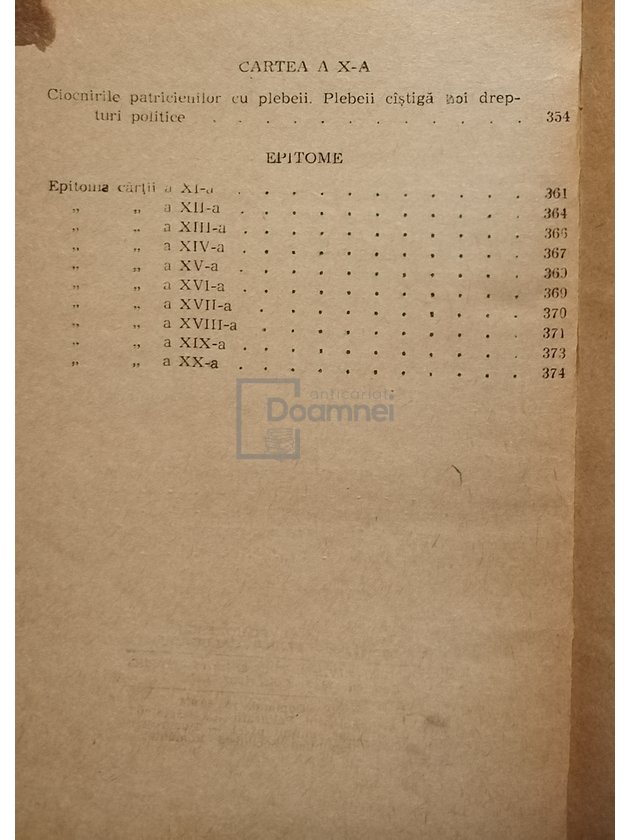 CARTEA A X-A
Ciocnirile patricienilor cu plebeii. Plebeii cîștigă noi drep-
turi politice . . . . . . . . . . . . 354
EPITOME
Epitoma cărții a XI-a . . . . . . . . . . . 361
„ „ a XII-a . . . . . . . . . . . 364
„ „ a XIII-a . . . . . . . . . . . 366
„ „ a XIV-a . . . . . . . . . . . 367
„ „ a XV-a . . . . . . . . . . . 369
„ „ a XVI-a . . . . . . . . . . . 369
„ „ a XVII-a . . . . . . . . . . 370
„ „ a XVIII-a . . . . . . . . . . 371
„ „ a XIX-a . . . . . . . . . . 373
„ „ a XX-a . . . . . . . . . . . 374
anticariat
Doamnei